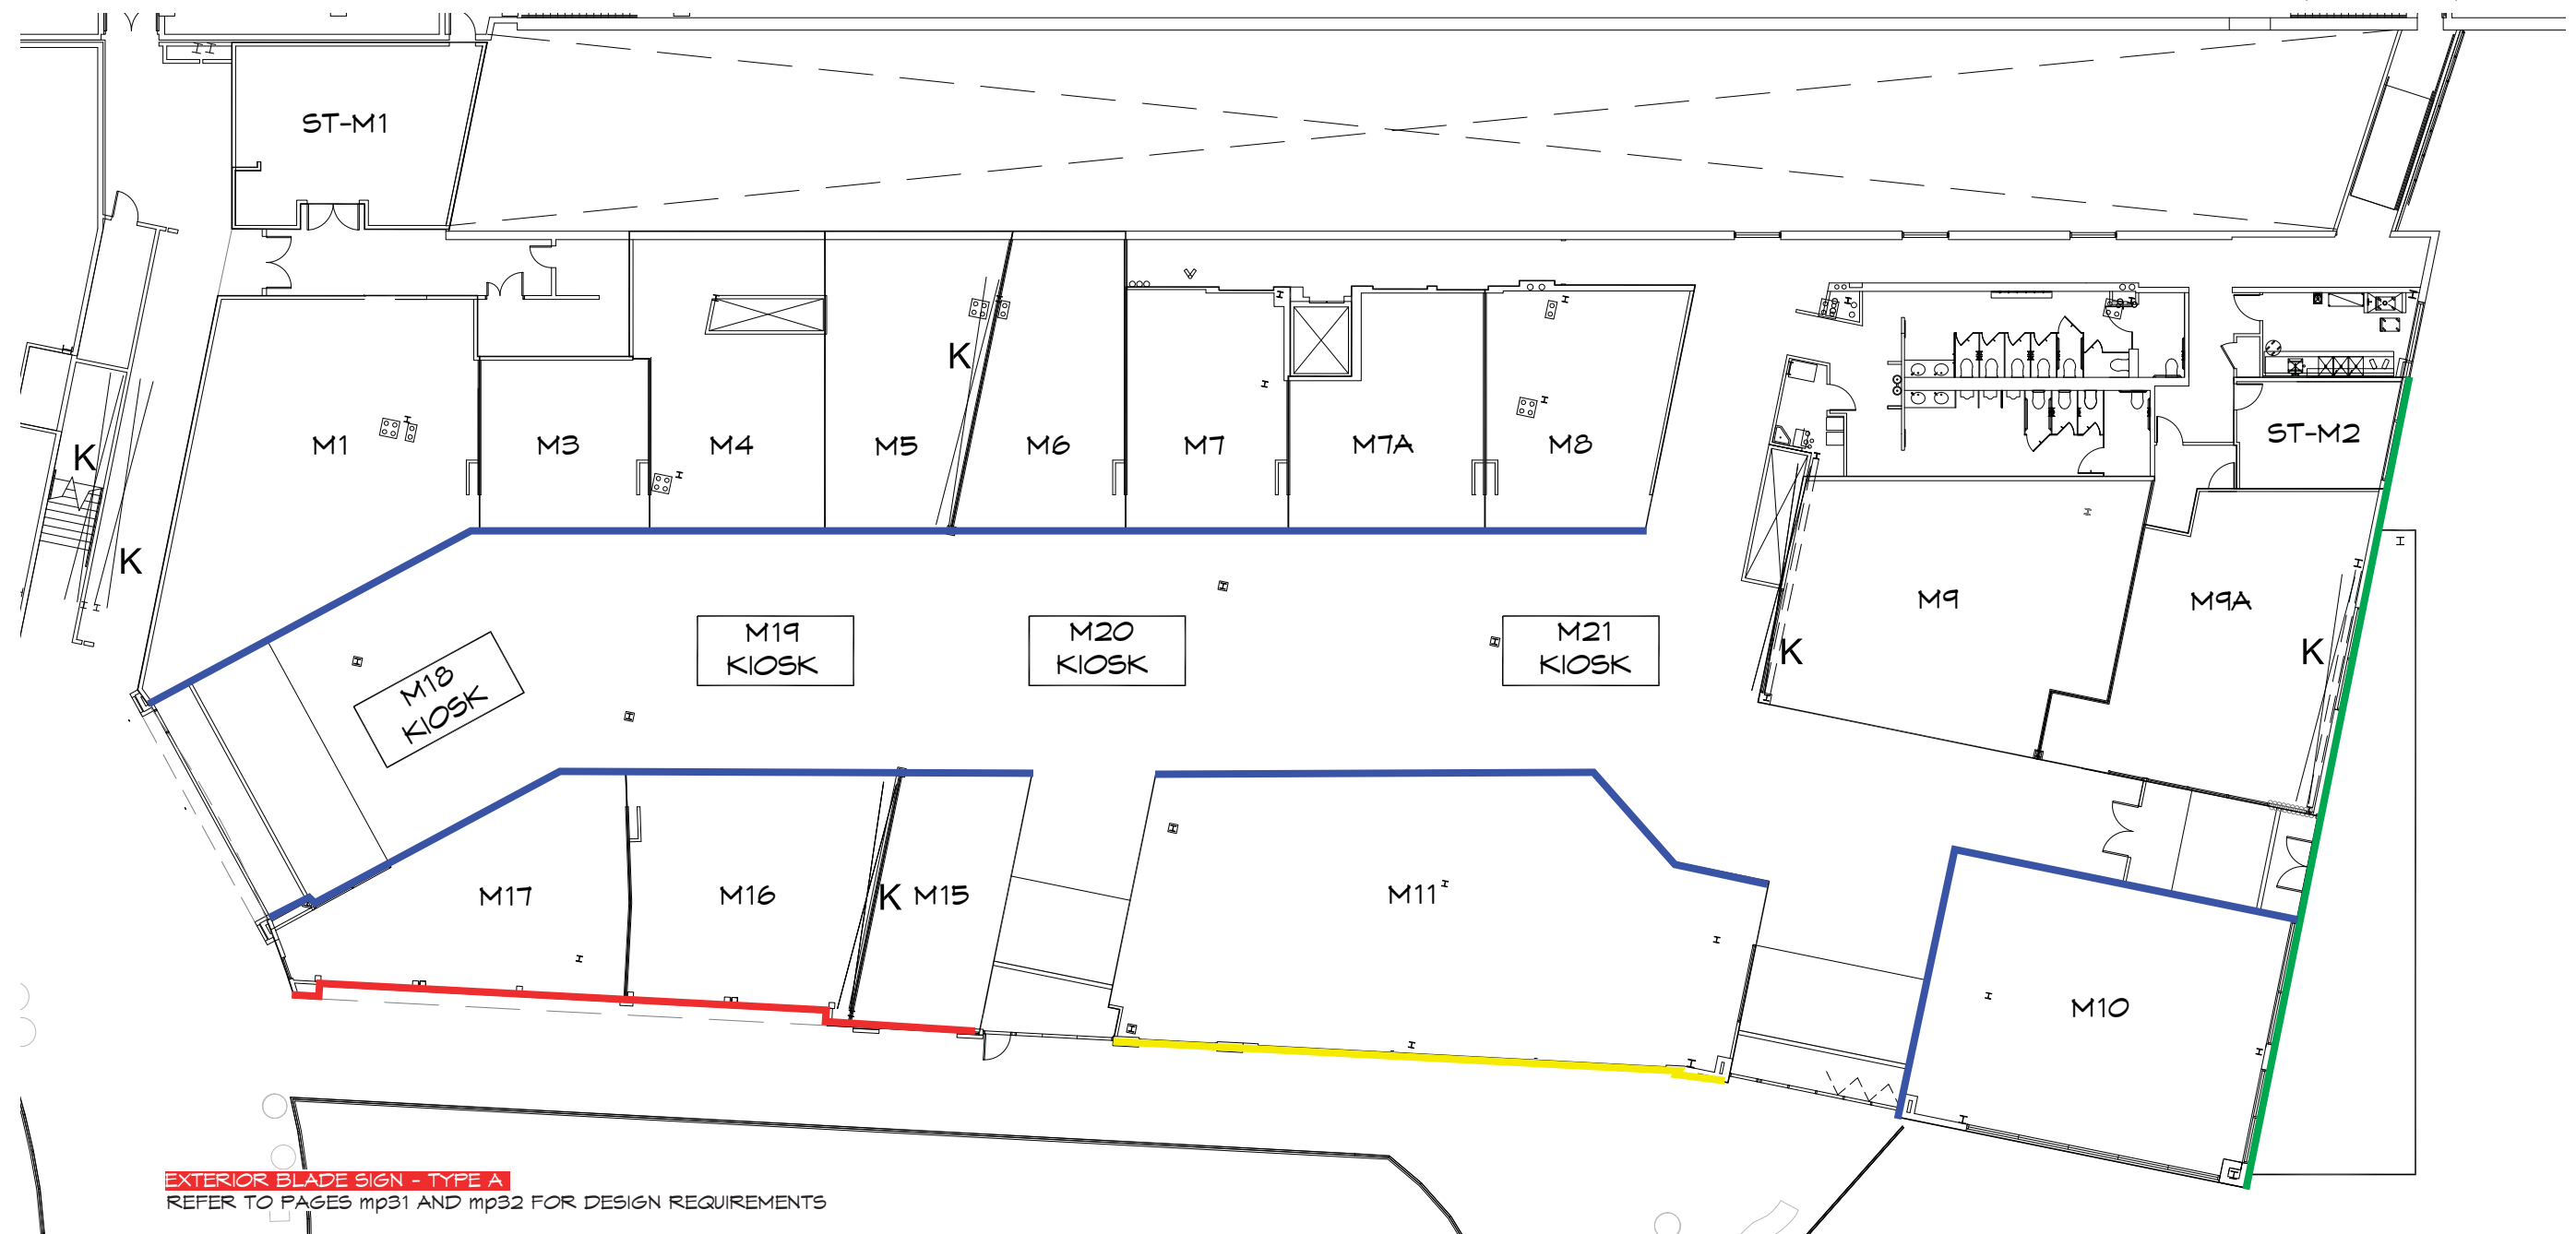 ST-M1
M1
M3
M4
M5
K
M6
M7
M7A
M8
ST-M2
K
K
M9
M9A
K
K
M18
KIOSK
M19
KIOSK
M20
KIOSK
M21
KIOSK
M17
M16
K
M15
M11
M10
EXTERIOR BLADE SIGN - TYPE A
REFER TO PAGES mp31 AND mp32 FOR DESIGN REQUIREMENTS